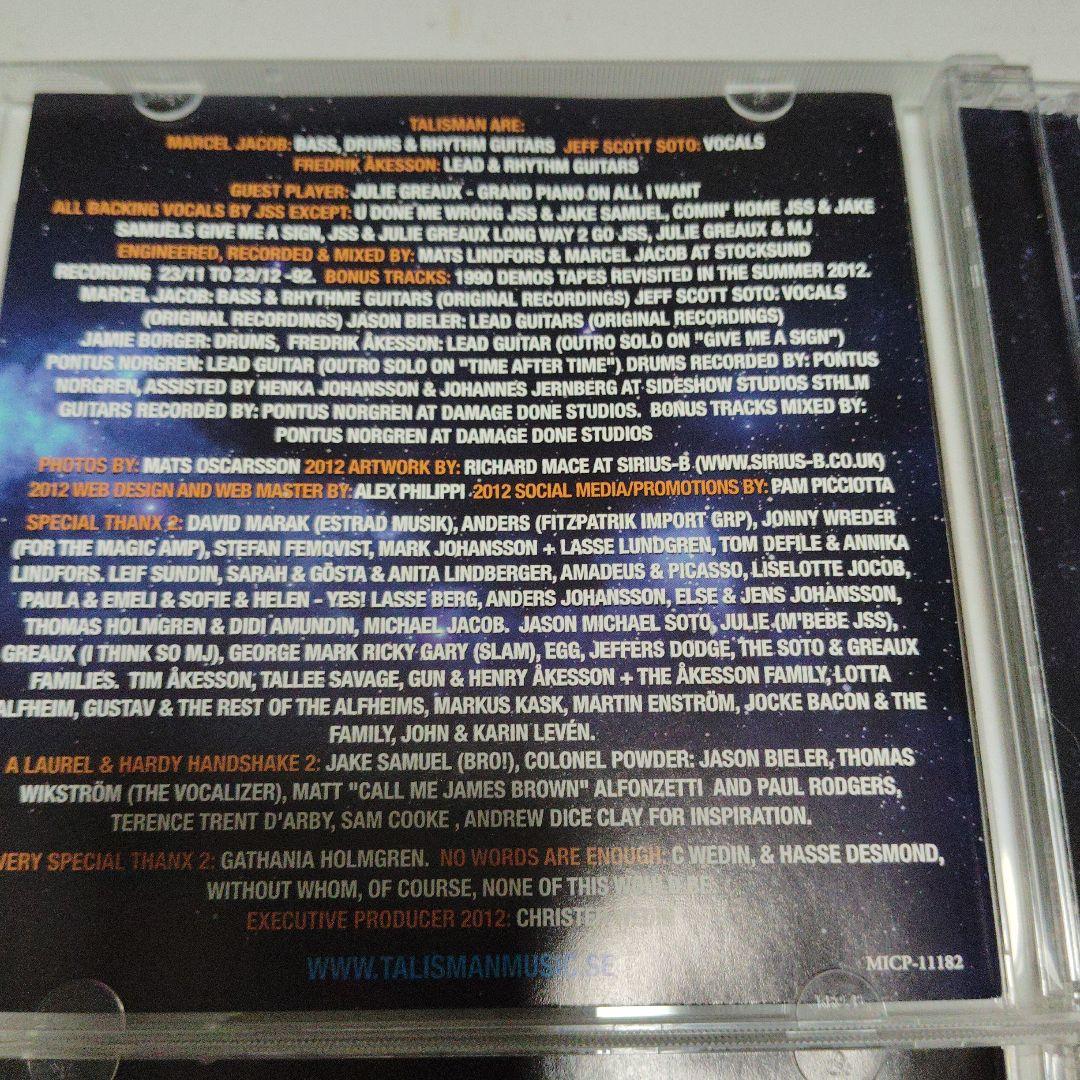 TALISMAN ARE:
MARCEL JACOB: BASS, DRUMS & RHYTHM GUITARS JEFF SCOTT SOTO: VOCALS
FREDRIK ÅKESSON: LEAD & RHYTHM GUITARS
GUEST PLAYER: JULIE GREAUX - GRAND PIANO ON ALL I WANT
ALL BACKING VOCALS BY JSS EXCEPT: U DONE ME WRONG JSS & JAKE SAMUEL, COMIN' HOME JSS & JAKE
SAMUELS GIVE ME A SIGN, JSS & JULIE GREAUX LONG WAY 2 GO JSS, JULIE GREAUX & MJ
ENGINEERED, RECORDED & MIXED BY: MATS LINDFORS & MARCEL JACOB AT STOCKSUND
RECORDING 23/11 TO 23/12 -92. BONUS TRACKS: 1990 DEMOS TAPES REVISITED IN THE SUMMER 2012.
MARCEL JACOB: BASS & RHYTHME GUITARS (ORIGINAL RECORDINGS) JEFF SCOTT SOTO: VOCALS
(ORIGINAL RECORDINGS) JASON BIELER: LEAD GUITARS (ORIGINAL RECORDINGS)
JAMIE BORGER: DRUMS, FREDRIK ÅKESSON: LEAD GUITAR (OUTRO SOLO ON "GIVE ME A SIGN")
PONTUS NORGREN: LEAD GUITAR (OUTRO SOLO ON "TIME AFTER TIME") DRUMS RECORDED BY: PONTUS
NORGREN, ASSISTED BY HENKA JOHANSSON & JOHANNES JERNBERG AT SIDESHOW STUDIOS STHLM
GUITARS RECORDED BY: PONTUS NORGREN AT DAMAGE DONE STUDIOS. BONUS TRACKS MIXED BY:
PONTUS NORGREN AT DAMAGE DONE STUDIOS
PHOTOS BY: MATS OSCARSSON 2012 ARTWORK BY: RICHARD MACE AT SIRIUS-B (WWW.SIRIUS-B.CO.UK)
2012 WEB DESIGN AND WEB MASTER BY: ALEX PHILIPPI 2012 SOCIAL MEDIA/PROMOTIONS BY: PAM PICCIOTTA
SPECIAL THANX 2: DAVID MARAK (ESTRAD MUSIK), ANDERS (FITZPATRIK IMPORT GRP), JONNY WREDER
(FOR THE MAGIC AMP), STEFAN FEMQVIST, MARK JOHANSSON + LASSE LUNDGREN, TOM DEFILE & ANNIKA
LINDFORS. LEIF SUNDIN, SARAH & GÖSTA & ANITA LINDBERGER, AMADEUS & PICASSO, LISELOTTE JOCOB,
PAULA & EMELI & SOFIE & HELEN - YES! LASSE BERG, ANDERS JOHANSSON, ELSE & JENS JOHANSSON,
THOMAS HOLMGREN & DIDI AMUNDIN, MICHAEL JACOB. JASON MICHAEL SOTO, JULIE (M'BEBE JSS),
GREAUX (I THINK SO MJ), GEORGE MARK RICKY GARY (SLAM), EGG, JEFFERS DODGE, THE SOTO & GREAUX
FAMILIES. TIM ÅKESSON, TALLEE SAVAGE, GUN & HENRY ÅKESSON + THE ÅKESSON FAMILY, LOTTA
ALFHEIM, GUSTAV & THE REST OF THE ALFHEIMS, MARKUS KASK, MARTIN ENSTRÖM, JOCKE BACON & THE
FAMILY, JOHN & KARIN LEVÉN.
A LAUREL & HARDY HANDSHAKE 2: JAKE SAMUEL (BRO!), COLONEL POWDER: JASON BIELER, THOMAS
WIKSTRÖM (THE VOCALIZER), MATT "CALL ME JAMES BROWN" ALFONZETTI AND PAUL RODGERS,
TERENCE TRENT D'ARBY, SAM COOKE , ANDREW DICE CLAY FOR INSPIRATION.
VERY SPECIAL THANX 2: GATHANIA HOLMGREN. NO WORDS ARE ENOUGH: C WEDIN, & HASSE DESMOND,
WITHOUT WHOM, OF COURSE, NONE OF THIS WOULD BE
EXECUTIVE PRODUCER 2012:
WWW.TALISMANMUSIC.SE
MICP-11182